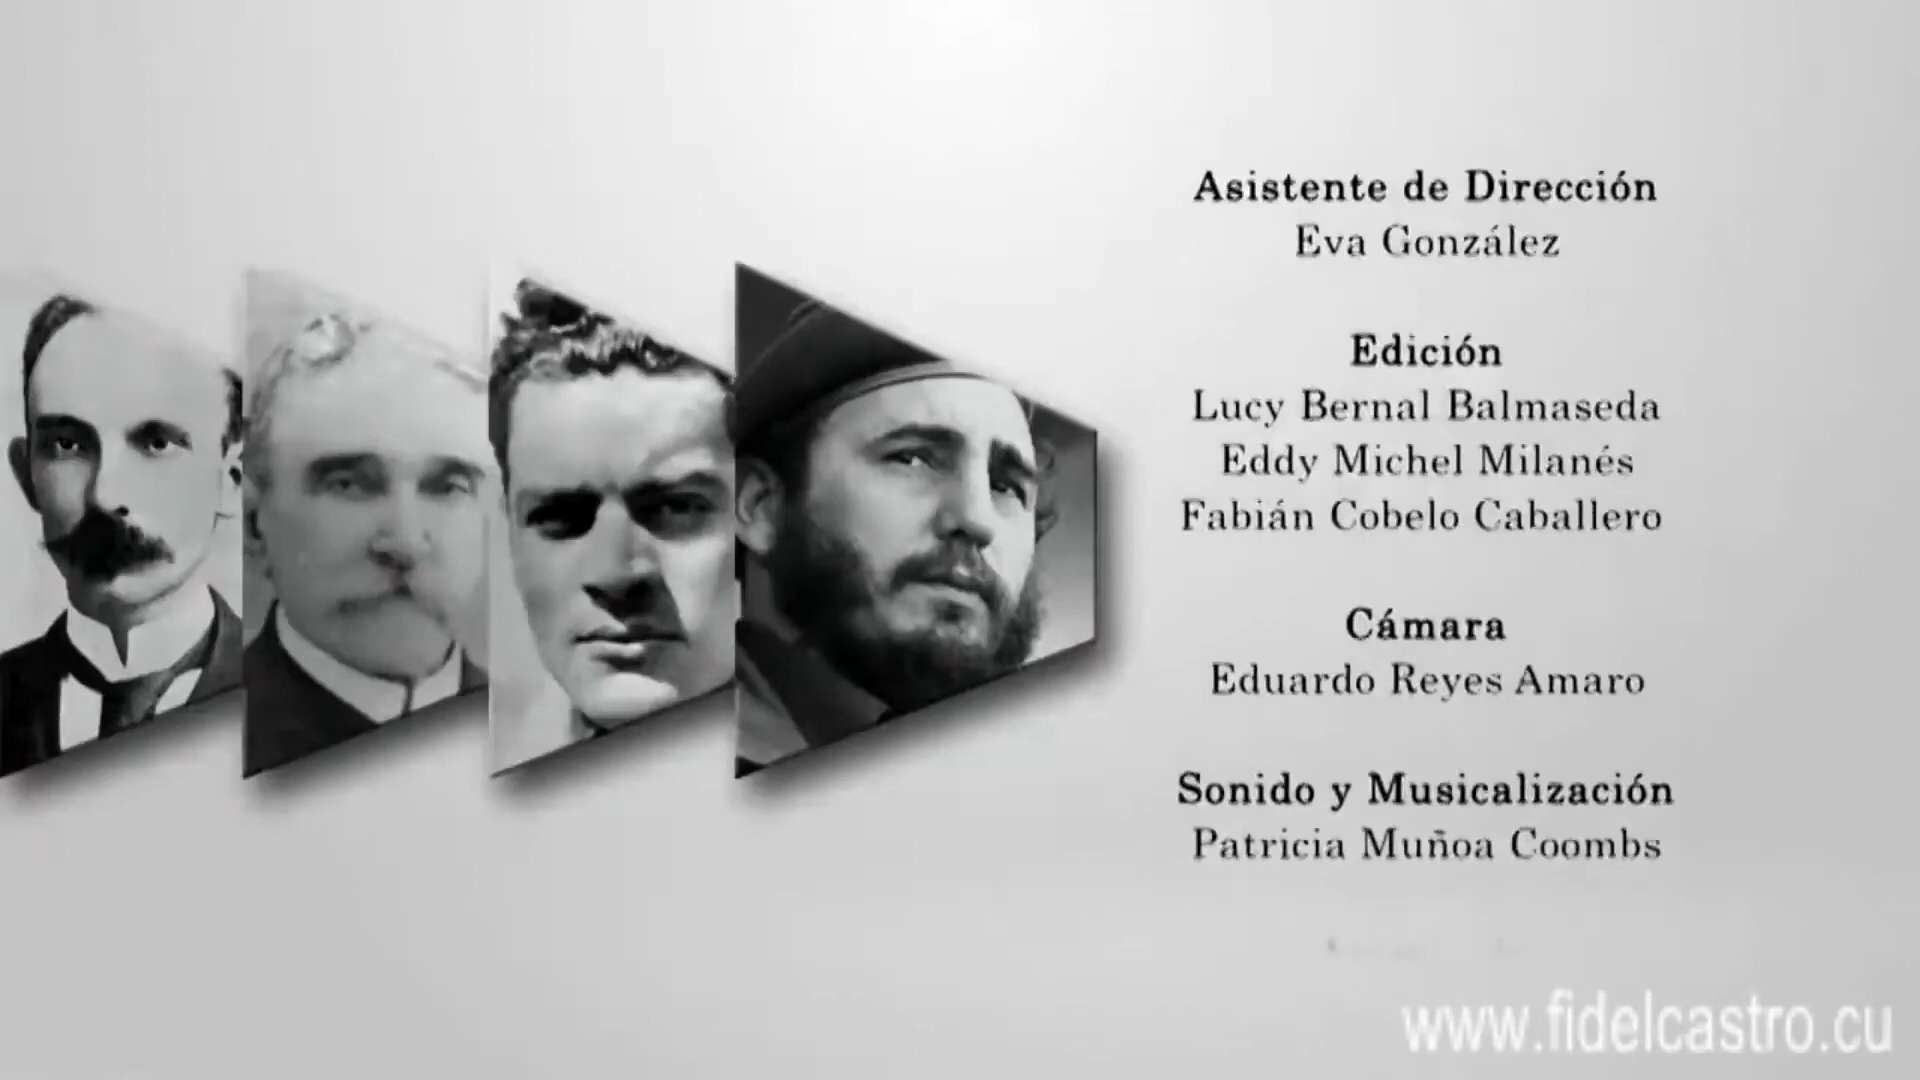 Asistente de Dirección
Eva González
Edición
Lucy Bernal Balmaseda
Eddy Michel Milanés
Fabián Cobelo Caballero
Cámara
Eduardo Reyes Amaro
Sonido y Musicalización
Patricia Muñoa Coombs
www.fidelcastro.cu